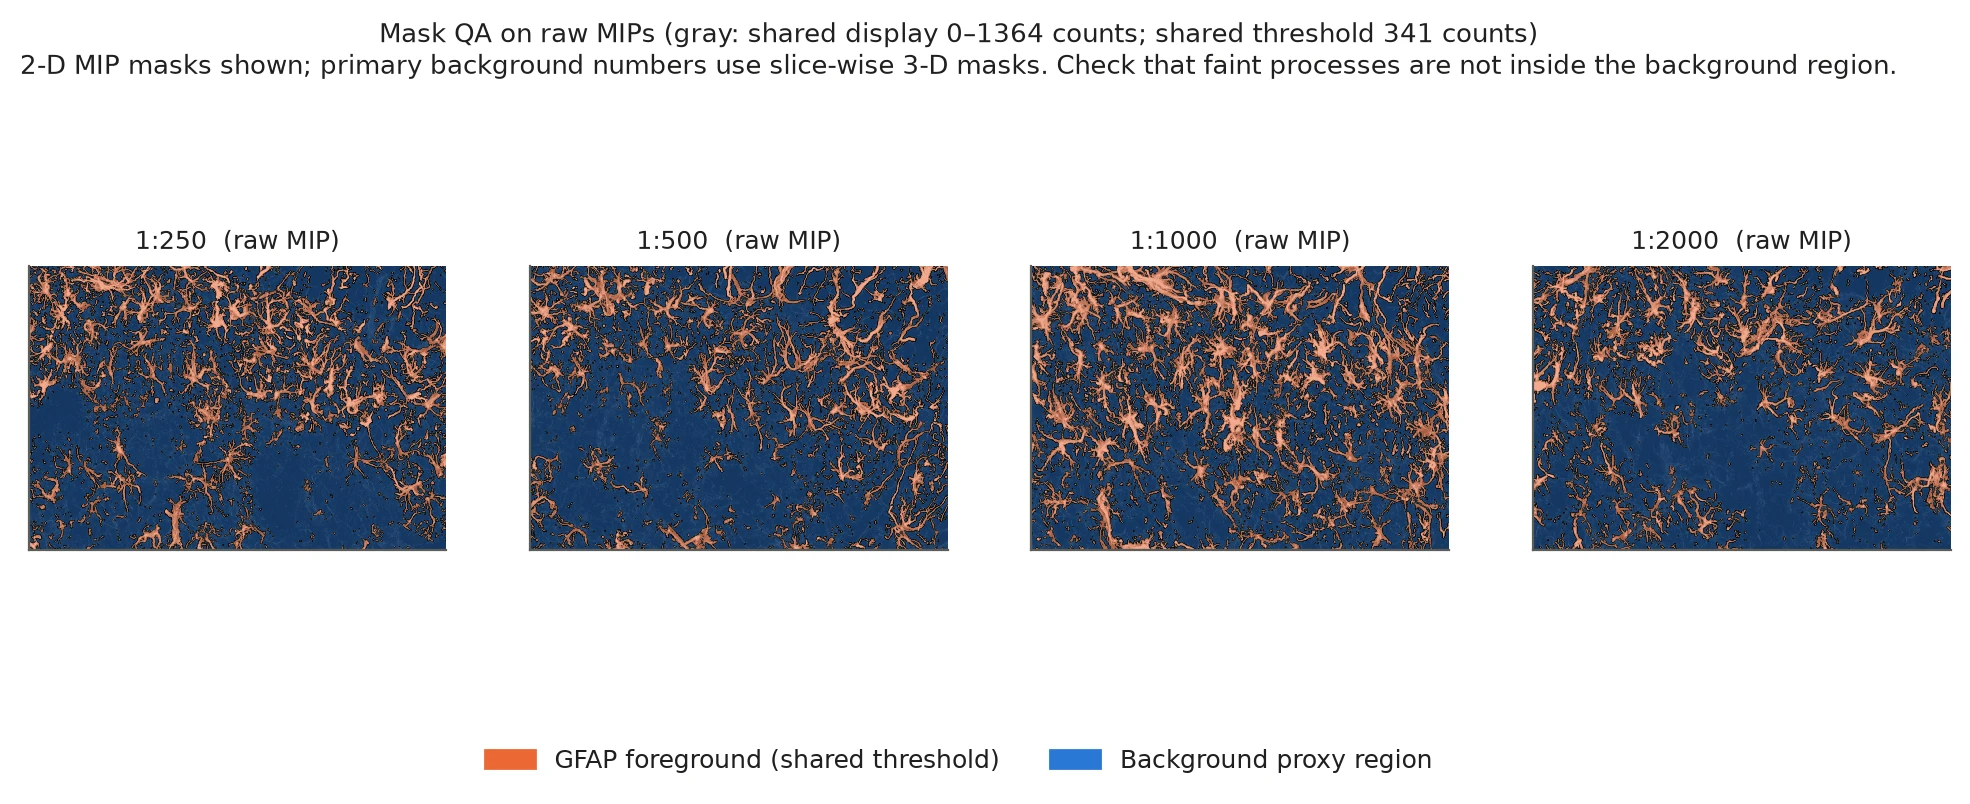 Mask QA on raw MIPs (gray: shared display 0–1364 counts; shared threshold 341 counts)
2-D MIP masks shown; primary background numbers use slice-wise 3-D masks. Check that faint processes are not inside the background region.
1:250  (raw MIP)
1:500  (raw MIP)
1:1000  (raw MIP)
1:2000  (raw MIP)
GFAP foreground (shared threshold)
Background proxy region